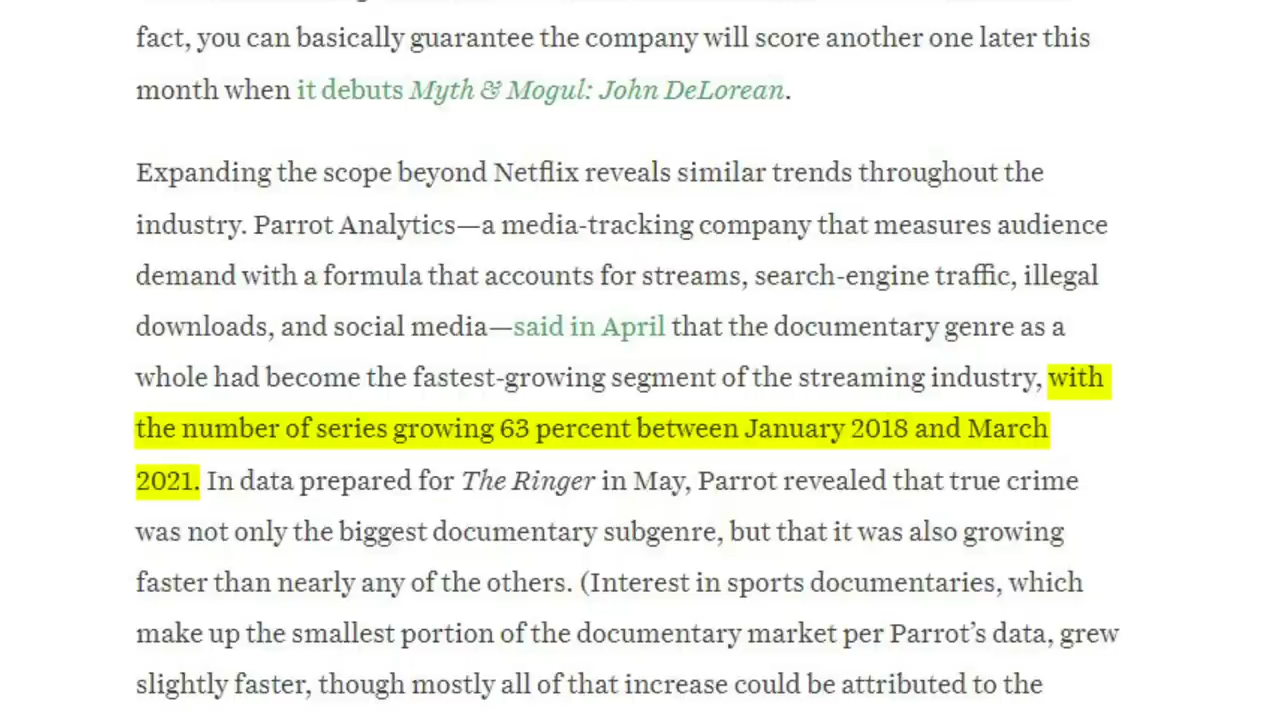 fact, you can basically guarantee the company will score another one later this
month when it debuts Myth & Mogul: John DeLorean.
Expanding the scope beyond Netflix reveals similar trends throughout the
industry. Parrot Analytics—a media-tracking company that measures audience
demand with a formula that accounts for streams, search-engine traffic, illegal
downloads, and social media—said in April that the documentary genre as a
whole had become the fastest-growing segment of the streaming industry, with
the number of series growing 63 percent between January 2018 and March
2021. In data prepared for The Ringer in May, Parrot revealed that true crime
was not only the biggest documentary subgenre, but that it was also growing
faster than nearly any of the others. (Interest in sports documentaries, which
make up the smallest portion of the documentary market per Parrot’s data, grew
slightly faster, though mostly all of that increase could be attributed to the